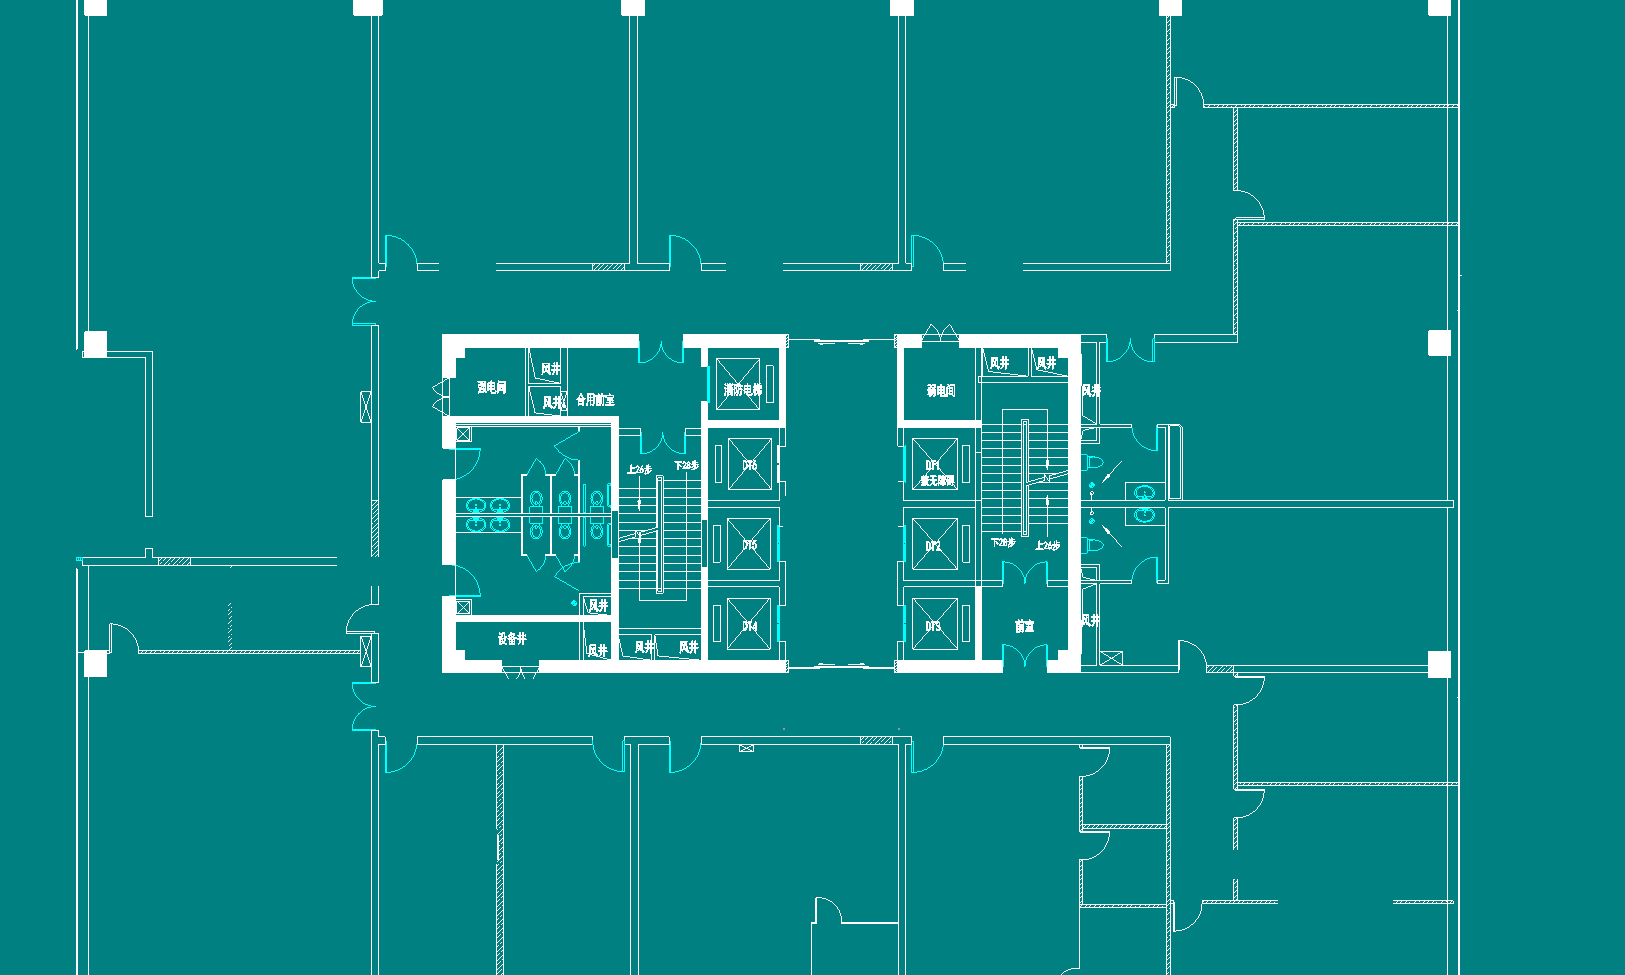 风井
风井
风井
强电间
消防电梯
弱电间
风井
风井
合用前室
DT6
DT1
兼无障碍
上26步
下28步
DT5
DT2
下28步
上26步
风井
DT4
DT3
前室
风井
设备井
风井
风井
风井